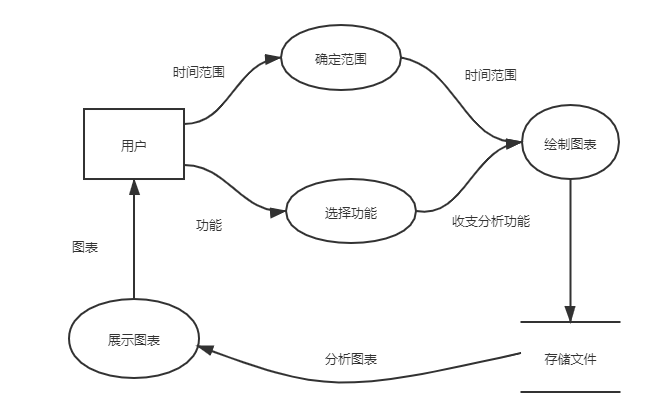 确定范围
时间范围
时间范围
用户
绘制图表
选择功能
功能
收支分析功能
图表
展示图表
分析图表
存储文件